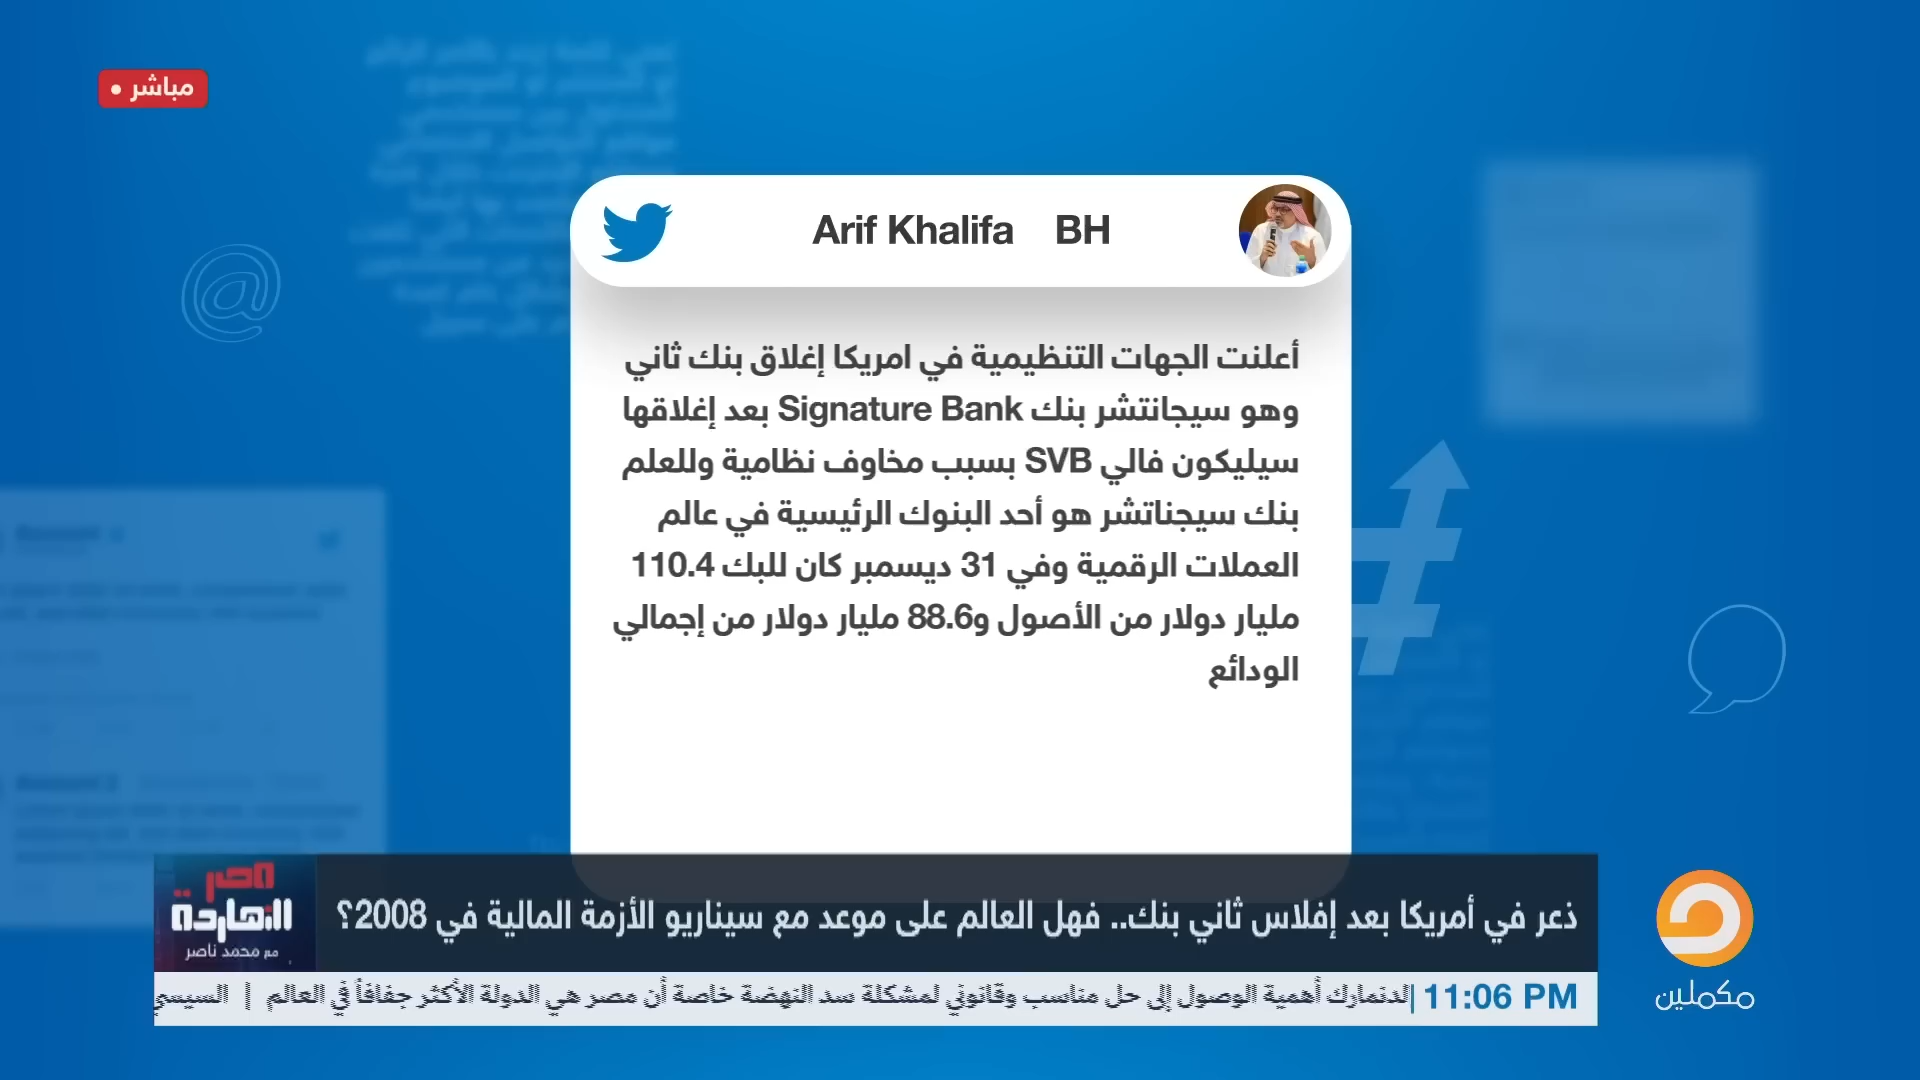 مباشر
Arif Khalifa BH
أعلنت الجهات التنظيمية في امريكا إغلاق بنك ثاني
وهو سيجانتشر بنك Signature Bank بعد إغلاقها
سيليكون فالي SVB بسبب مخاوف نظامية وللعلم
بنك سيجناتشر هو أحد البنوك الرئيسية في عالم
العملات الرقمية وفي 31 ديسمبر كان للبك 110.4
مليار دولار من الأصول و88.6 مليار دولار من إجمالي
الودائع
ذعر في أمريكا بعد إفلاس ثاني بنك.. فهل العالم على موعد مع سيناريو الأزمة المالية في 2008؟
مصر
النهاردة
مع محمد ناصر
11:06 PM
لدنمارك أهمية الوصول إلى حل مناسب وقانوني لمشكلة سد النهضة خاصة أن مصر هي الدولة الأكثر جفافاً في العالم | السيسي
مكملين